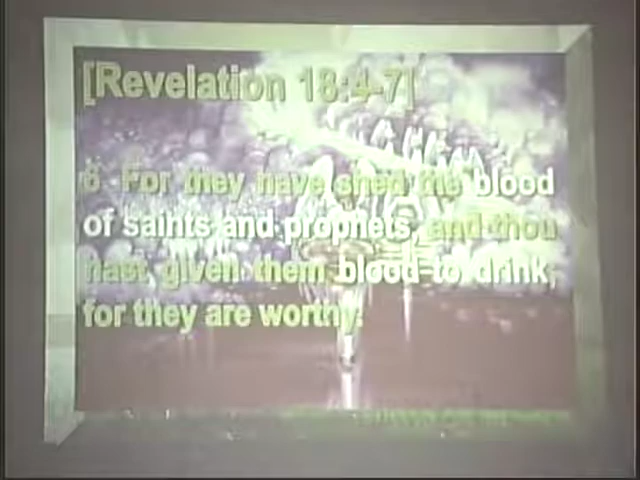 [Revelation 18:4-7]
6 For they have shed the blood
of saints and prophets, and thou
hast given them blood to drink;
for they are worthy.